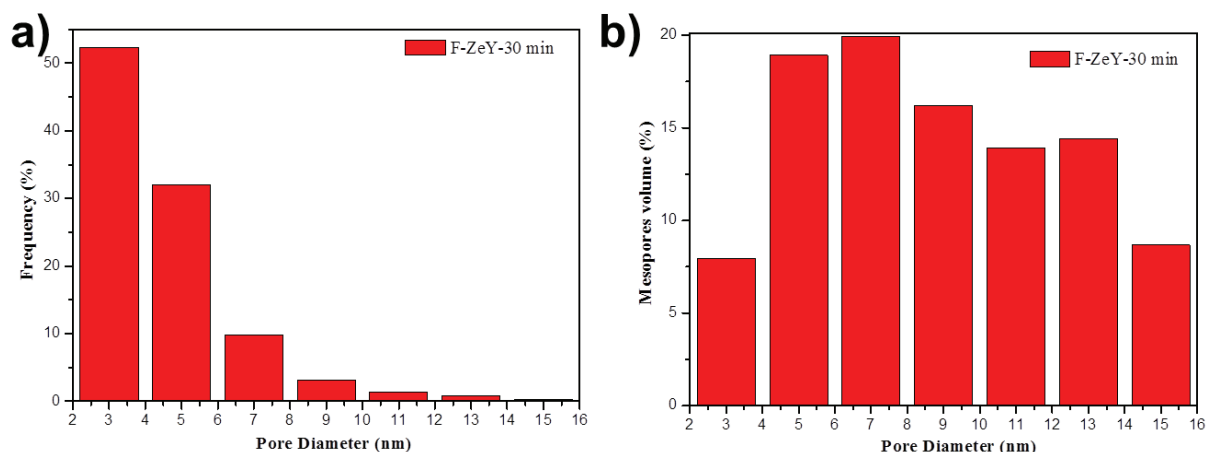 a)
F-ZeY-30 min
Frequency (%)
50
40
30
20
10
0
2 3 4 5 6 7 8 9 10 11 12 13 14 15 16
Pore Diameter (nm)
b)
F-ZeY-30 min
Mesopores volume (%)
20
15
10
5
0
2 3 4 5 6 7 8 9 10 11 12 13 14 15 16
Pore Diameter (nm)